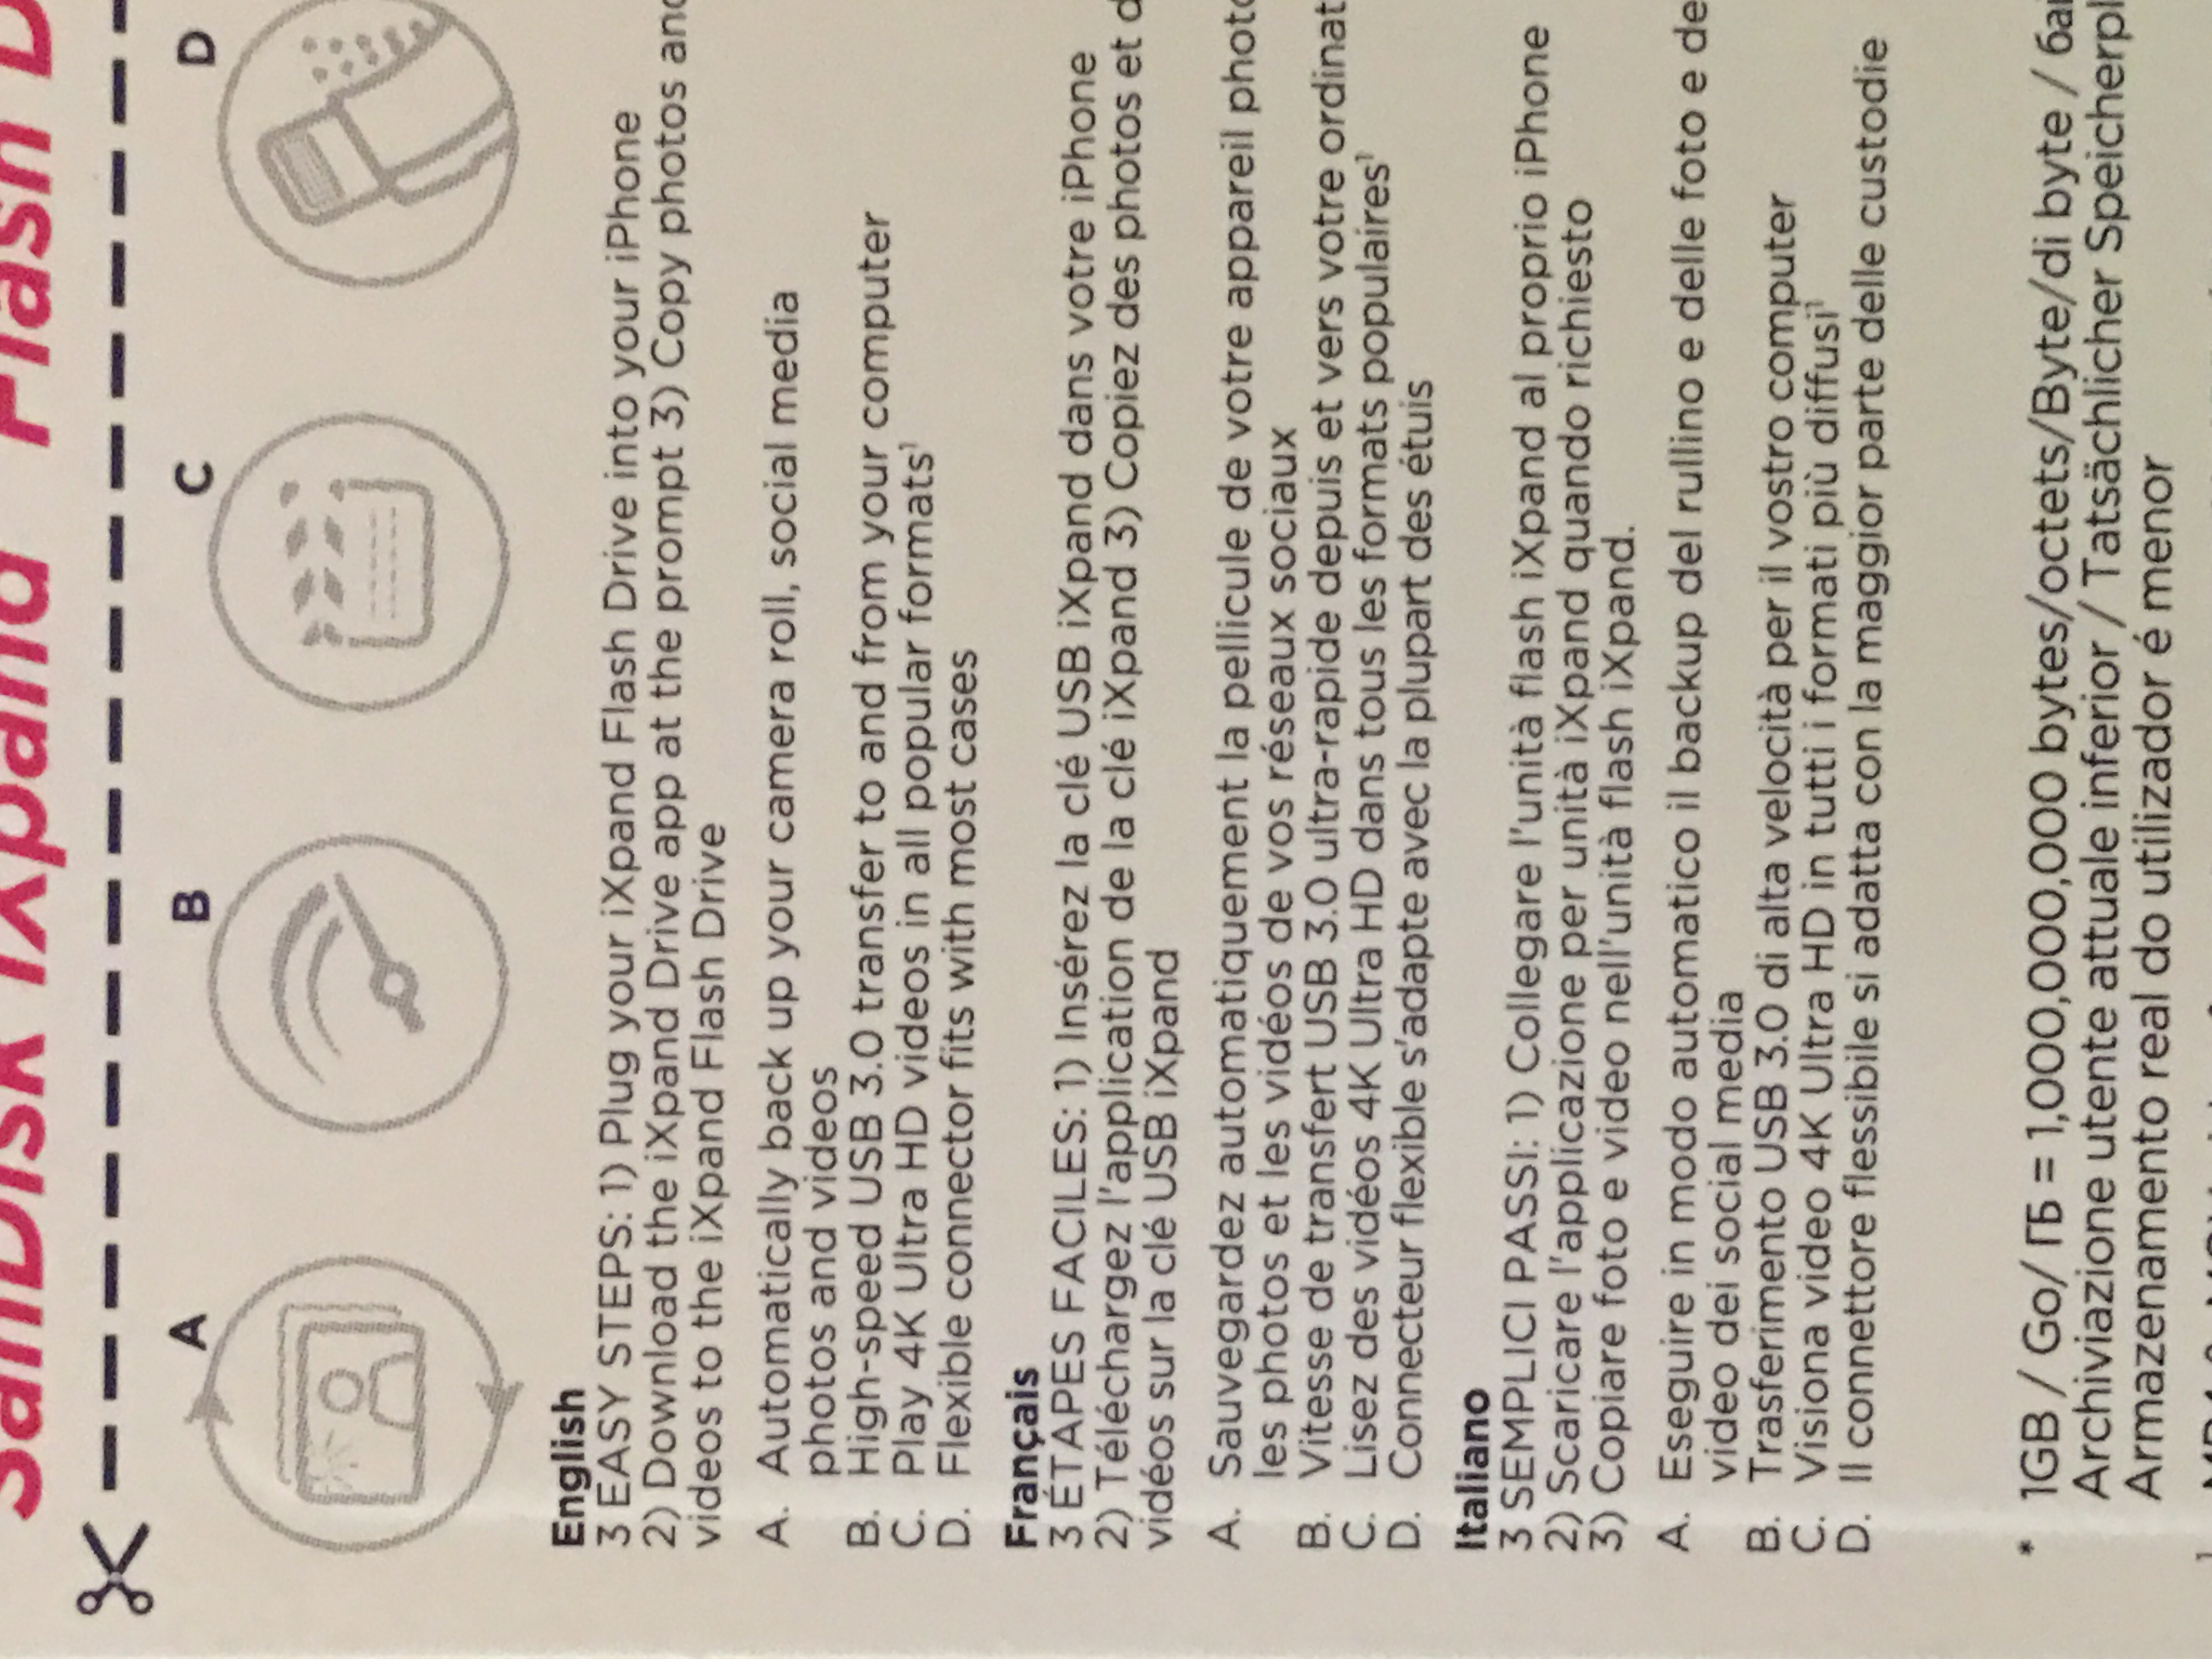 SanDisk iXpand Flash
A B C D
English
3 EASY STEPS: 1) Plug your iXpand Flash Drive into your iPhone
2) Download the iXpand Drive app at the prompt 3) Copy photos and
videos to the iXpand Flash Drive
A. Automatically back up your camera roll, social media
photos and videos
B. High-speed USB 3.0 transfer to and from your computer
C. Play 4K Ultra HD videos in all popular formats¹
D. Flexible connector fits with most cases
Français
3 ÉTAPES FACILES: 1) Insérez la clé USB iXpand dans votre iPhone
2) Téléchargez l'application de la clé iXpand 3) Copiez des photos et
vidéos sur la clé USB iXpand
A. Sauvegardez automatiquement la pellicule de votre appareil photo
les photos et les vidéos de vos réseaux sociaux
B. Vitesse de transfert USB 3.0 ultra-rapide depuis et vers votre ordinat
C. Lisez des vidéos 4K Ultra HD dans tous les formats populaires¹
D. Connecteur flexible s'adapte avec la plupart des étuis
Italiano
3 SEMPLICI PASSI: 1) Collegare l'unità flash iXpand al proprio iPhone
2) Scaricare l'applicazione per unità iXpand quando richiesto
3) Copiare foto e video nell'unità flash iXpand.
A. Eseguire in modo automatico il backup del rullino e delle foto e de
video dei social media
B. Trasferimento USB 3.0 di alta velocità per il vostro computer
C. Visiona video 4K Ultra HD in tutti i formati più diffusi¹
D. Il connettore flessibile si adatta con la maggior parte delle custodie
* 1GB / Go/ ГБ = 1,000,000,000 bytes/octets/Byte/di byte /
Archiviazione utente attuale inferior / Tatsächlicher Speicherpl
Armazenamento real do utilizador é menor